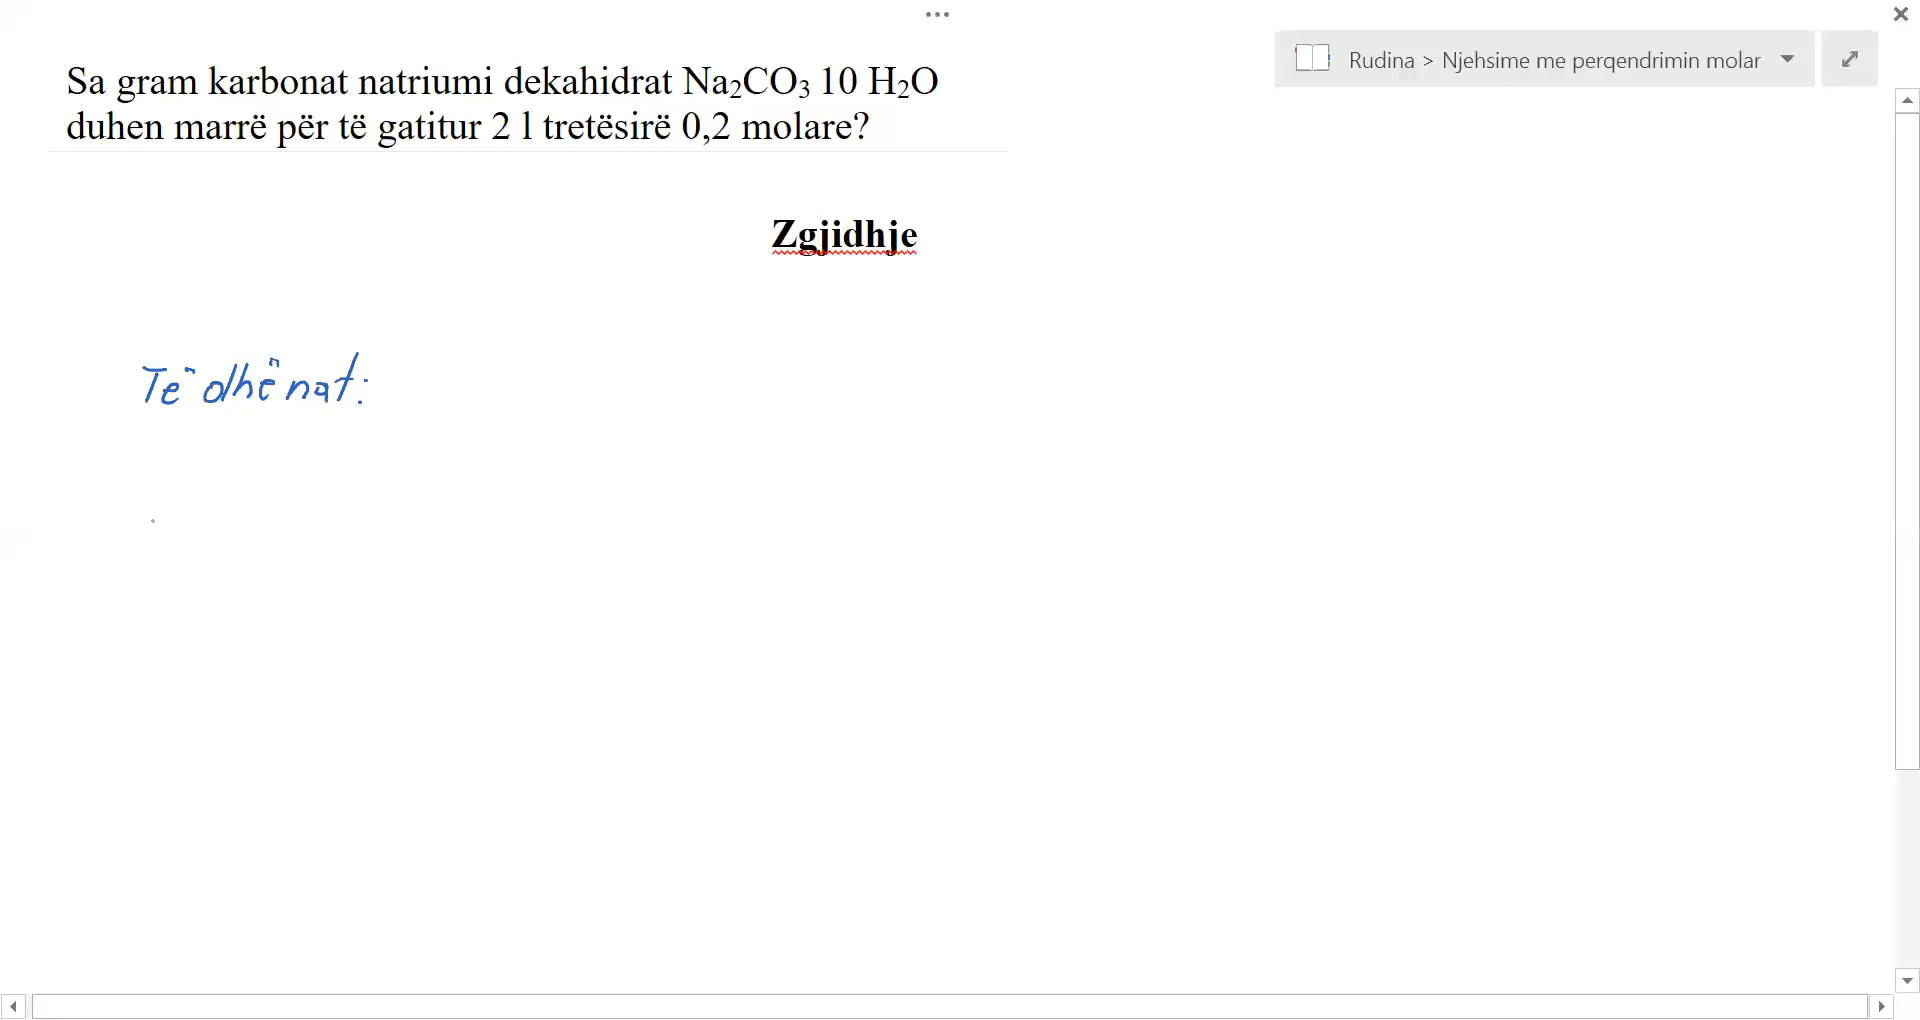 Rudina > Njehsime me perqendrimin molar
Sa gram karbonat natriumi dekahidrat Na₂CO₃ 10 H₂O
duhen marrë për të gatitur 2 l tretësirë 0,2 molare?
Zgjidhje
Të dhënat: